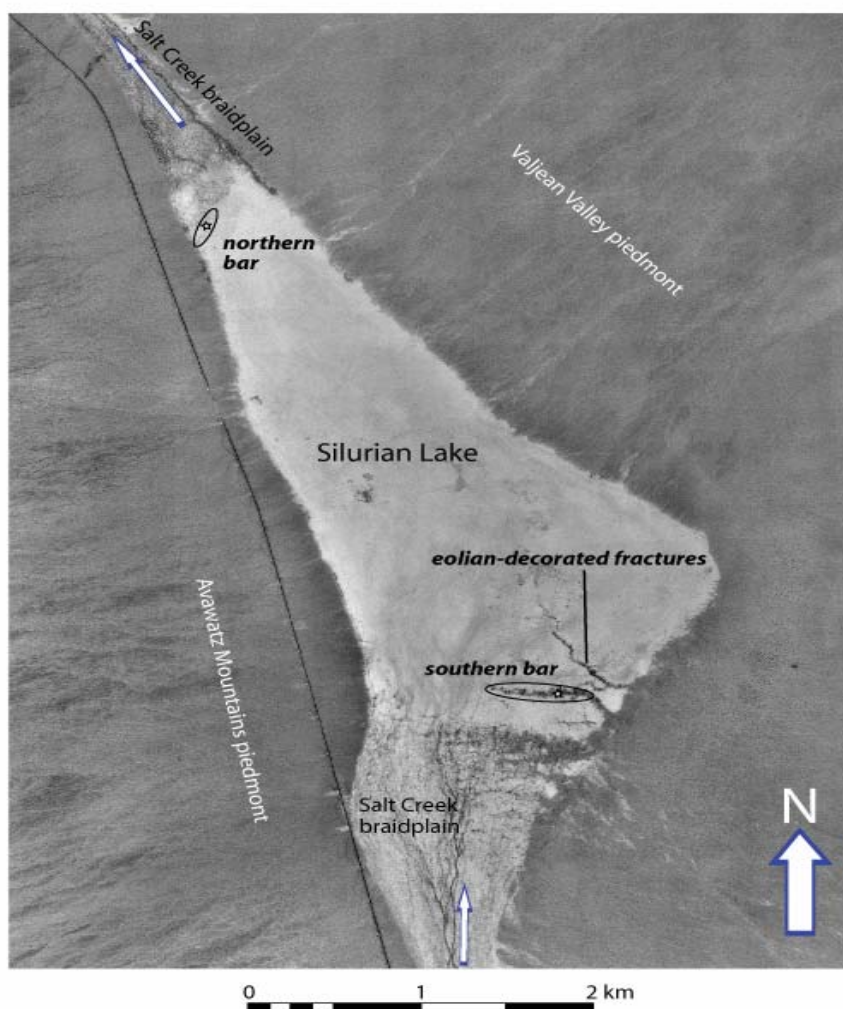 Salt Creek braidplain
Valjean Valley piedmont
northern
bar
Silurian Lake
eolian-decorated fractures
southern bar
Avawatz Mountains piedmont
Salt Creek
braidplain
N
0 1 2 km